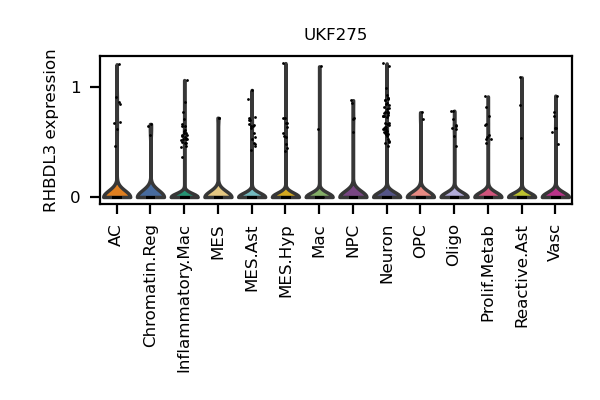 UKF275
RHBDL3 expression
1
0
AC
Chromatin.Reg
Inflammatory.Mac
MES
MES.Ast
MES.Hyp
Mac
NPC
Neuron
OPC
Oligo
Prolif.Metab
Reactive.Ast
Vasc